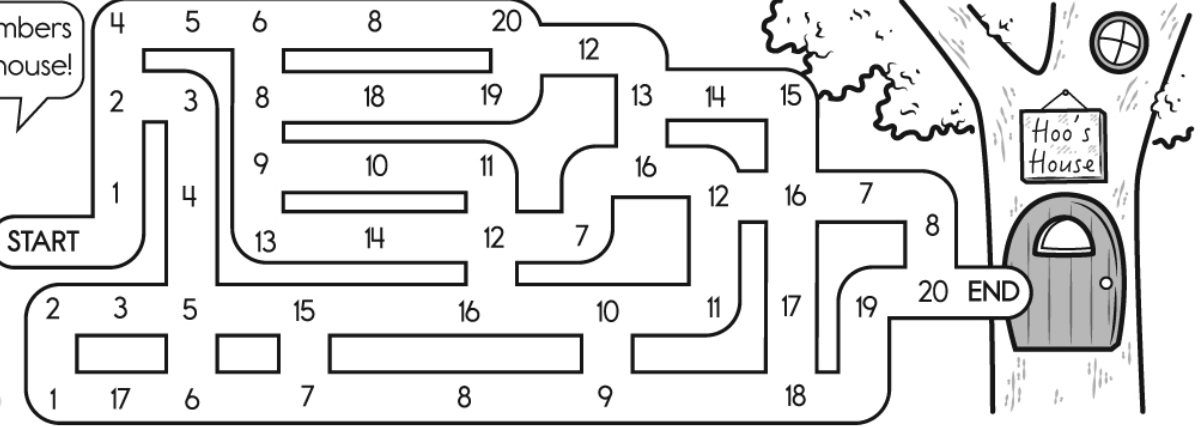 mbers
house!
4 5 6 8 20
12
2 3 8 18 19 13 14 15
9 10 11 16
1 4 12 16 7
START 13 14 12 7 8
2 3 5 15 16 10 11 17 19 20 END
1 17 6 7 8 9 18
Hoo's
House